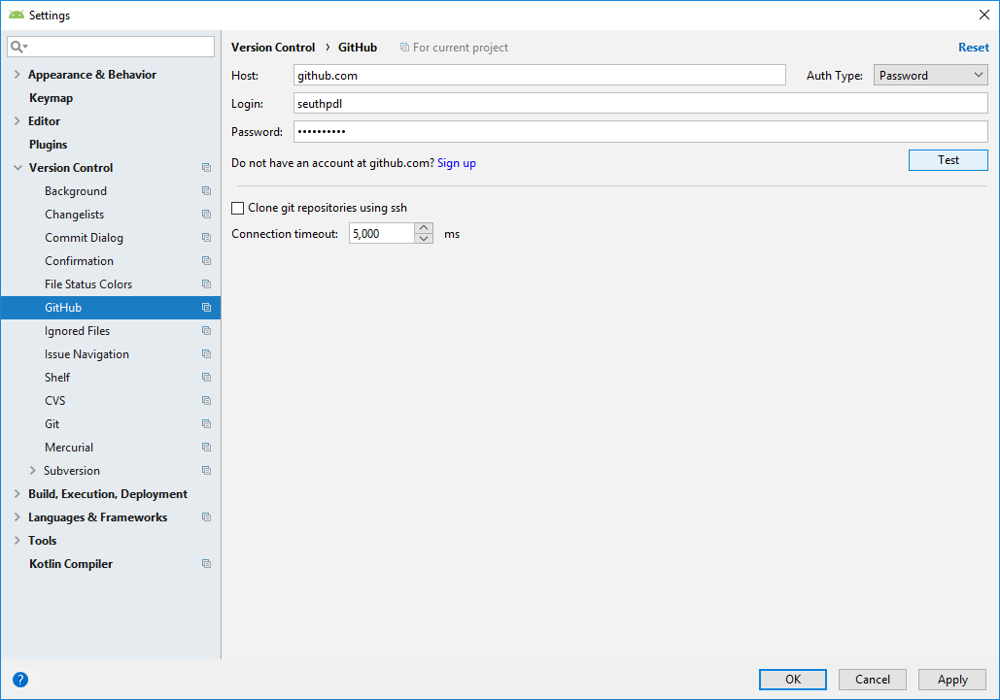 Settings
Version Control › GitHub For current project Reset
Host: github.com Auth Type: Password
Login: seuthpdl
Password: ••••••••••
Do not have an account at github.com? Sign up Test
Clone git repositories using ssh
Connection timeout: 5,000 ms
Appearance & Behavior
Keymap
Editor
Plugins
Version Control
Background
Changelists
Commit Dialog
Confirmation
File Status Colors
GitHub
Ignored Files
Issue Navigation
Shelf
CVS
Git
Mercurial
Subversion
Build, Execution, Deployment
Languages & Frameworks
Tools
Kotlin Compiler
? OK Cancel Apply